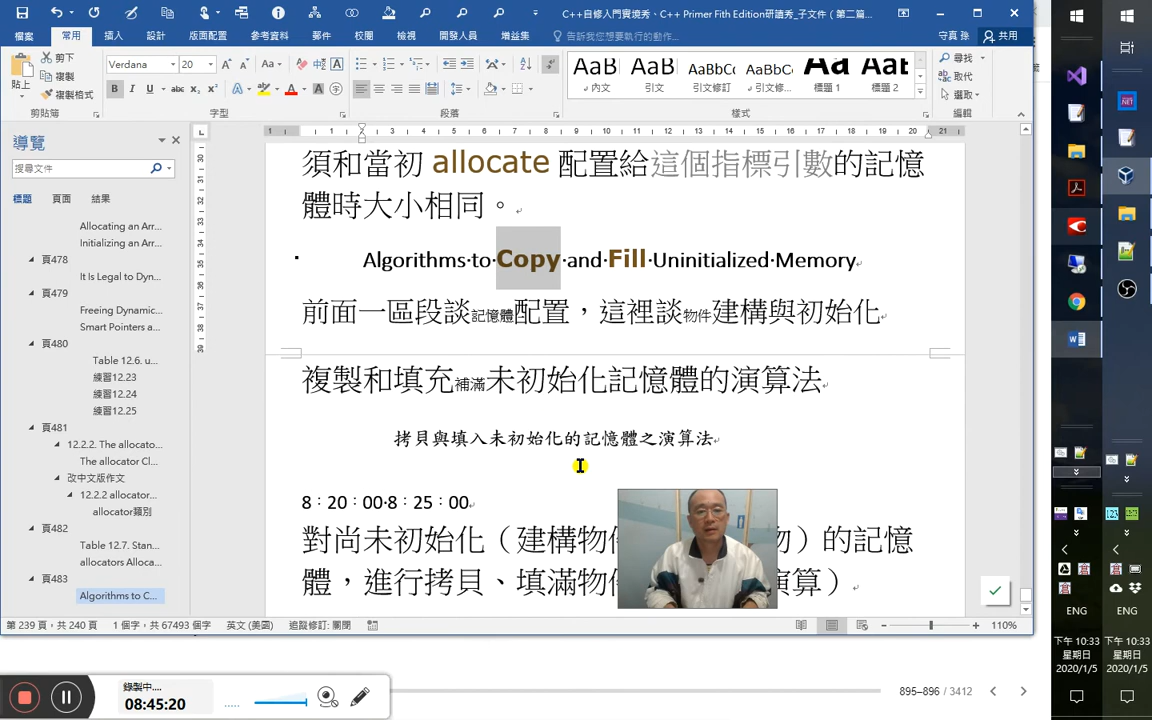 C++自修入門實境秀、C++ Primer Fifth Edition研讀秀_子文件（第二篇...
檔案 常用 插入 設計 版面配置 參考資料 郵件 校閱 檢視 開發人員 增益集 告訴我您想要執行的動作... 守真 孫 共用
貼上 剪下 複製 複製格式
Verdana 20
AaB AaB AaBbCc AaBbCc AaB AaB
內文 引文 引文修訂 引文修... 標題 1 標題 2
尋找 取代 選取
剪貼簿 字型 段落 樣式 編輯
導覽
搜尋文件
標題 頁面 結果
Allocating an Arr...
Initializing an Arr...
頁478
It Is Legal to Dyn...
頁479
Freeing Dynamic...
Smart Pointers a...
頁480
Table 12.6. u...
練習12.23
練習12.24
練習12.25
頁481
12.2.2. The allocato...
The allocator Cl...
改中文版作文
12.2.2 allocator...
allocator類別
頁482
Table 12.7. Stan...
allocators Alloca...
頁483
Algorithms to C...
須和當初 allocate 配置給這個指標引數的記憶
體時大小相同。
Algorithms·to·Copy·and·Fill·Uninitialized·Memory
前面一區段談記憶體配置，這裡談物件建構與初始化
複製和填充補滿未初始化記憶體的演算法
拷貝與填入未初始化的記憶體之演算法
8：20：00·8：25：00
對尚未初始化（建構物 物）的記憶
體，進行拷貝、填滿物 演算）
第 239 頁，共 240 頁 1 個字，共 67493 個字 英文 (美國) 追蹤修訂: 關閉 110%
錄製中....
08:45:20
895–896 / 3412
ENG ENG
下午 10:33 下午 10:33
星期日 星期日
2020/1/5 2020/1/5